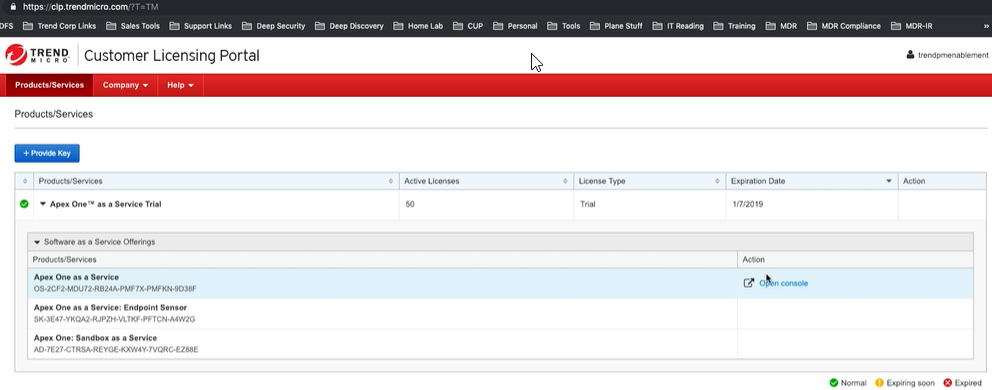 https://clp.trendmicro.com/?T=TM
DFS Trend Corp Links Sales Tools Support Links Deep Security Deep Discovery Home Lab CUP Personal Tools Plane Stuff IT Reading Training MDR MDR Compliance MDR-IR »
TREND MICRO Customer Licensing Portal trendpmenablement
Products/Services Company Help
Products/Services
+ Provide Key
Products/Services Active Licenses License Type Expiration Date Action
Apex One™ as a Service Trial 50 Trial 1/7/2019
Software as a Service Offerings
Products/Services Action
Apex One as a Service
OS-2CF2-MDU72-RB24A-PMF7X-PMFKN-9D38F
Open console
Apex One as a Service: Endpoint Sensor
SK-3E47-YKQA2-RJPZH-VLTKF-PFTCN-A4W2G
Apex One: Sandbox as a Service
AD-7E27-CTRSA-REYGE-KXW4Y-7VQRC-EZ88E
Normal Expiring soon Expired